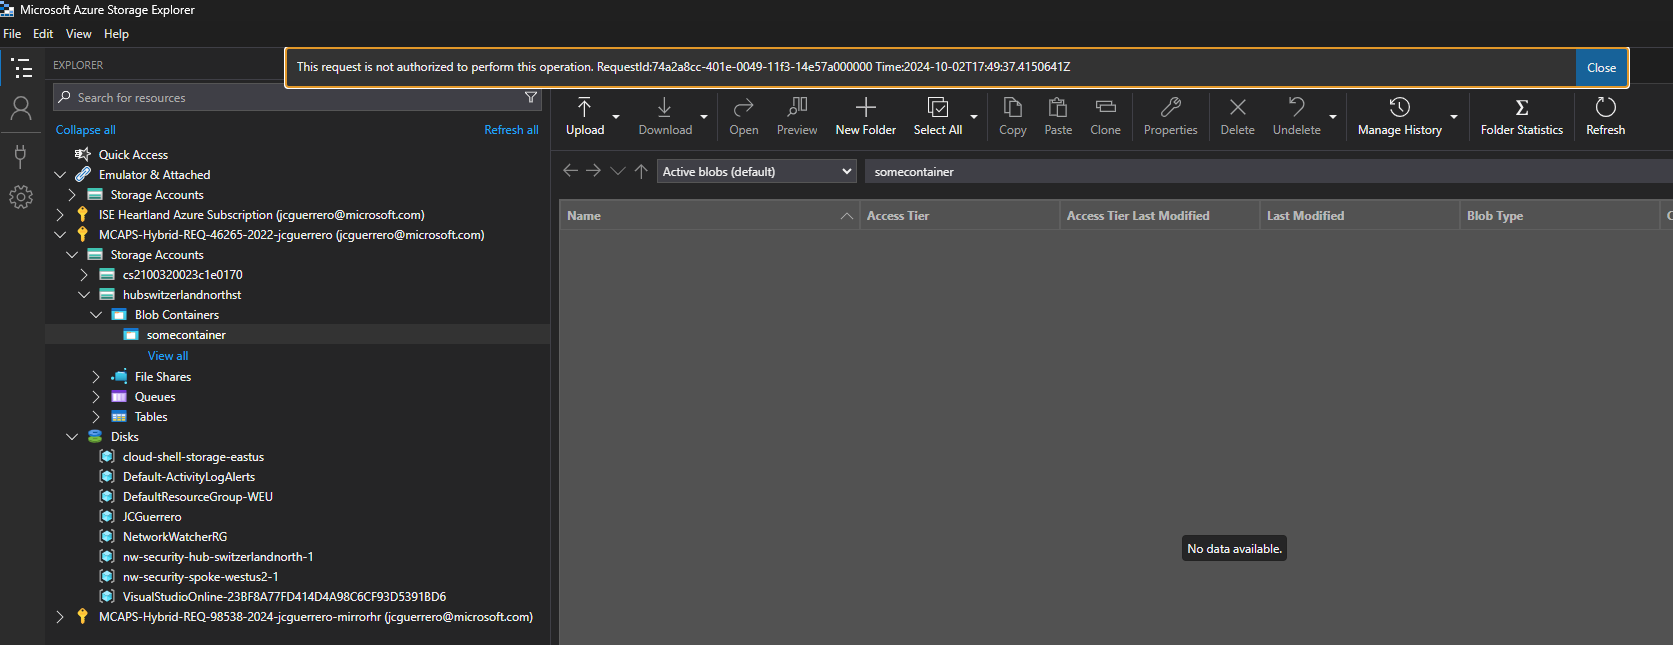 Microsoft Azure Storage Explorer
File Edit View Help
EXPLORER
This request is not authorized to perform this operation. RequestId:74a2a8cc-401e-0049-11f3-14e57a000000 Time:2024-10-02T17:49:37.4150641Z
Close
Search for resources
Collapse all
Refresh all
Quick Access
Emulator & Attached
Storage Accounts
ISE Heartland Azure Subscription (jcguerrero@microsoft.com)
MCAPS-Hybrid-REQ-46265-2022-jcguerrero (jcguerrero@microsoft.com)
Storage Accounts
cs2100320023c1e0170
hubswitzerlandnorthst
Blob Containers
somecontainer
View all
File Shares
Queues
Tables
Disks
cloud-shell-storage-eastus
Default-ActivityLogAlerts
DefaultResourceGroup-WEU
JCGuerrero
NetworkWatcherRG
nw-security-hub-switzerlandnorth-1
nw-security-spoke-westus2-1
VisualStudioOnline-23BF8A77FD414D4A98C6CF93D5391BD6
MCAPS-Hybrid-REQ-98538-2024-jcguerrero-mirrorhr (jcguerrero@microsoft.com)
Upload Download Open Preview New Folder Select All Copy Paste Clone Properties Delete Undelete Manage History Folder Statistics Refresh
Active blobs (default)
somecontainer
Name Access Tier Access Tier Last Modified Last Modified Blob Type
No data available.